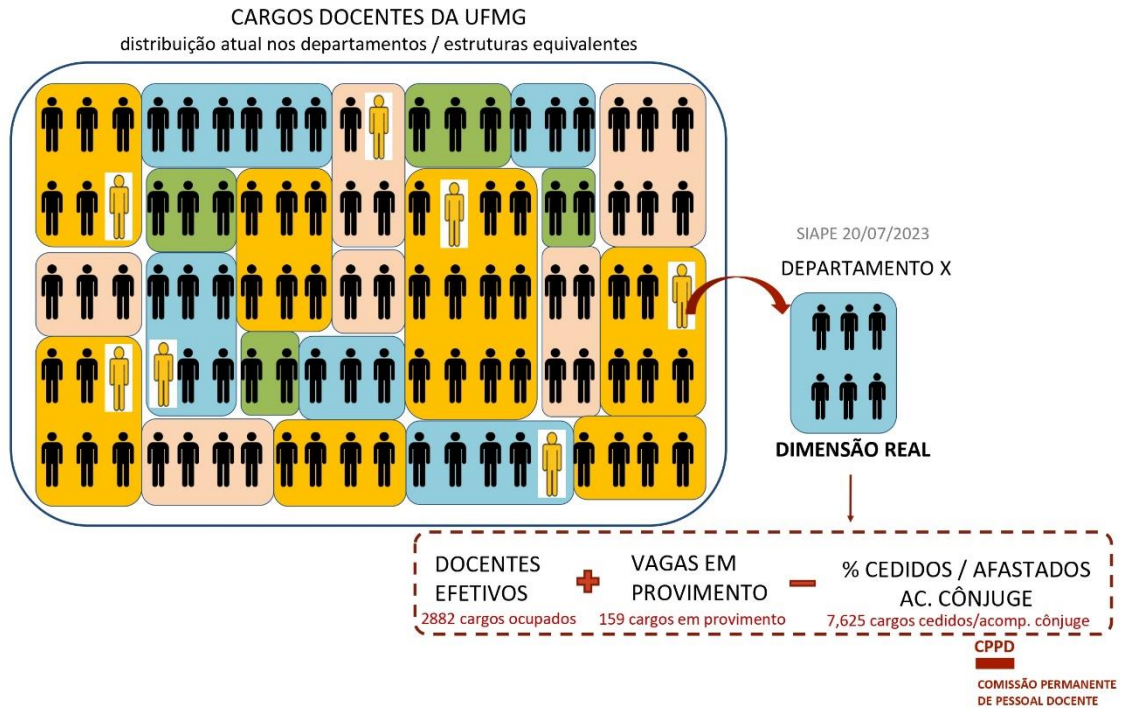 CARGOS DOCENTES DA UFMG
distribuição atual nos departamentos / estruturas equivalentes
SIAPE 20/07/2023
DEPARTAMENTO X
DIMENSÃO REAL
DOCENTES
EFETIVOS
2882 cargos ocupados
+
VAGAS EM
PROVIMENTO
159 cargos em provimento
−
% CEDIDOS / AFASTADOS
AC. CÔNJUGE
7,625 cargos cedidos/acomp. cônjuge
CPPD
COMISSÃO PERMANENTE
DE PESSOAL DOCENTE